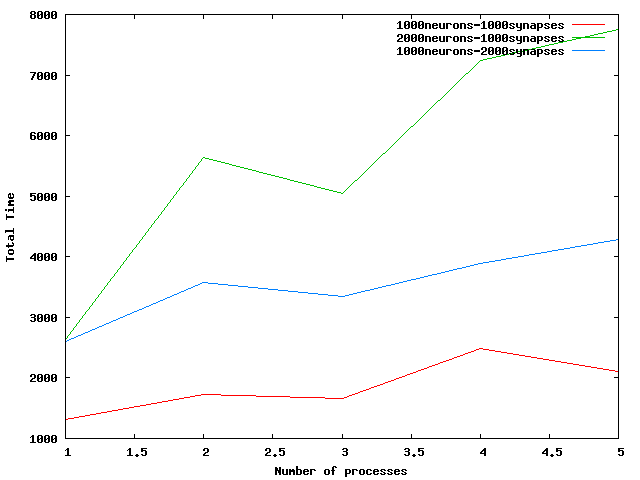 8000
7000
6000
5000
4000
3000
2000
1000
Total Time
1000neurons-1000synapses
2000neurons-1000synapses
1000neurons-2000synapses
1 1.5 2 2.5 3 3.5 4 4.5 5
Number of processes